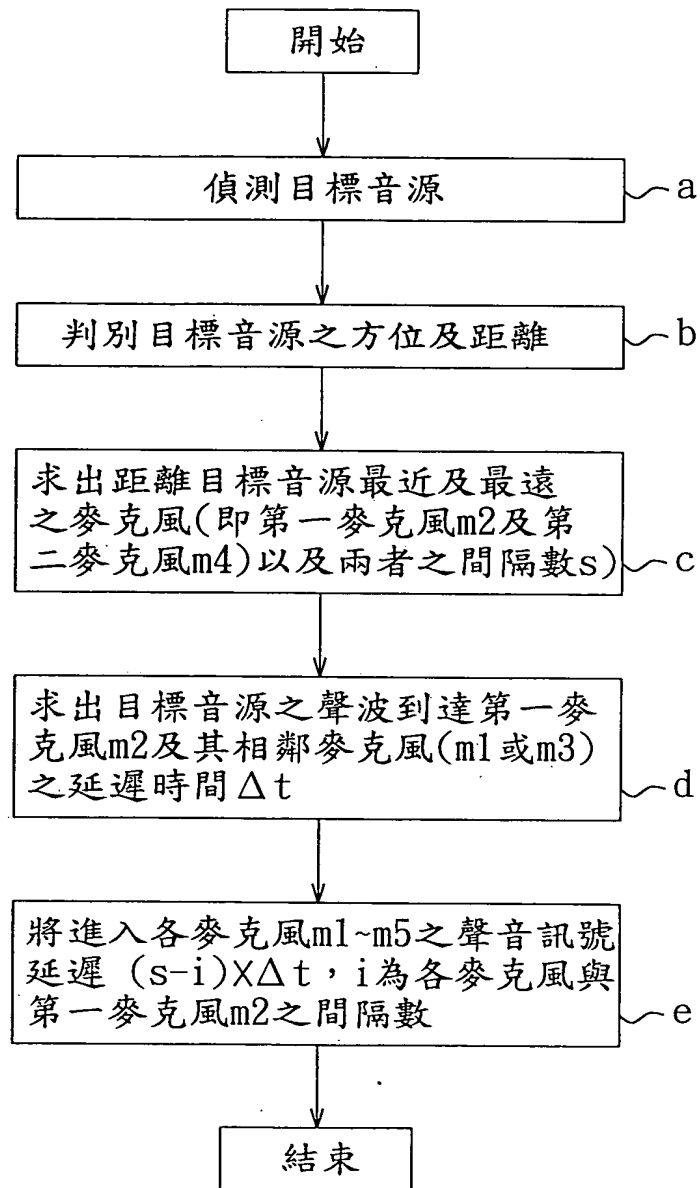 開始
偵測目標音源
a
判別目標音源之方位及距離
b
求出距離目標音源最近及最遠
之麥克風(即第一麥克風m2及第
二麥克風m4)以及兩者之間隔數s)
c
求出目標音源之聲波到達第一麥
克風m2及其相鄰麥克風(m1或m3)
之延遲時間Δt
d
將進入各麥克風m1~m5之聲音訊號
延遲 (s-i)XΔt，i為各麥克風與
第一麥克風m2之間隔數
e
結束